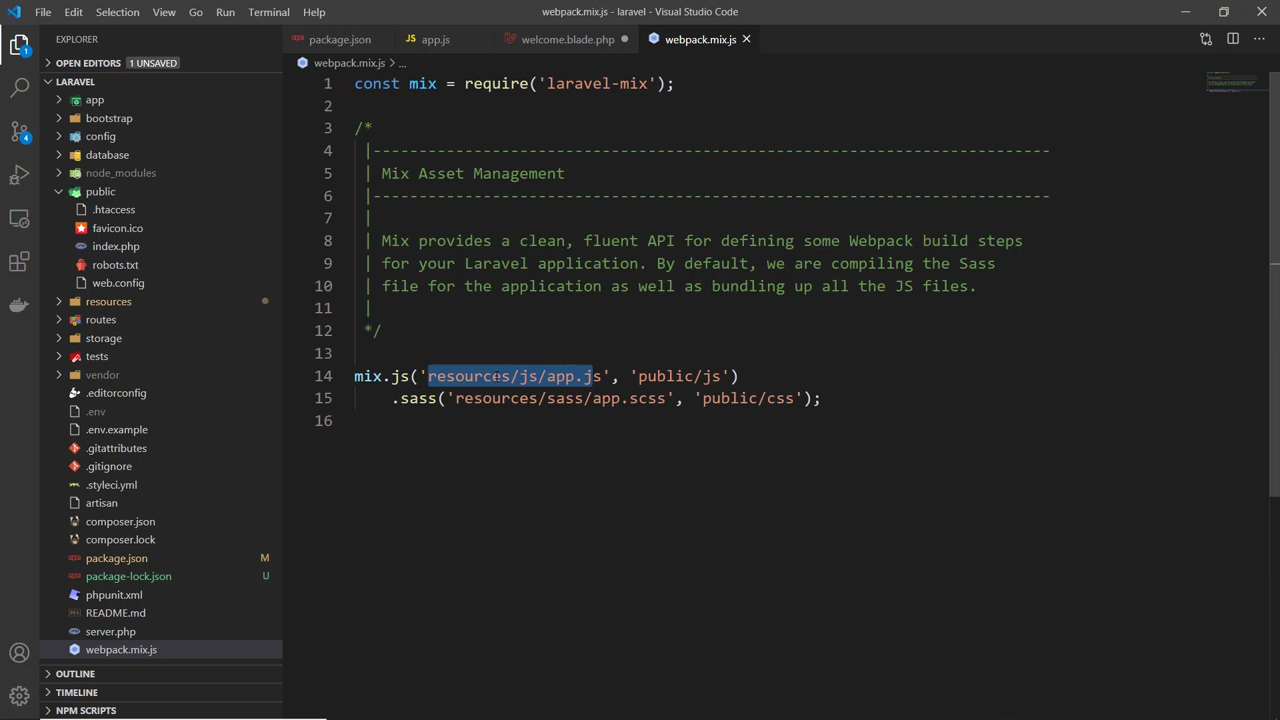 File Edit Selection View Go Run Terminal Help
webpack.mix.js - laravel - Visual Studio Code
EXPLORER
OPEN EDITORS 1 UNSAVED
LARAVEL
app
bootstrap
config
database
node_modules
public
.htaccess
favicon.ico
index.php
robots.txt
web.config
resources
routes
storage
tests
vendor
.editorconfig
.env
.env.example
.gitattributes
.gitignore
.styleci.yml
artisan
composer.json
composer.lock
package.json M
package-lock.json U
phpunit.xml
README.md
server.php
webpack.mix.js
OUTLINE
TIMELINE
NPM SCRIPTS
1
4
package.json
JS app.js
welcome.blade.php
webpack.mix.js
webpack.mix.js > ...
1 const mix = require('laravel-mix');
2
3 /*
4 |--------------------------------------------------------------------------
5 | Mix Asset Management
6 |--------------------------------------------------------------------------
7 |
8 | Mix provides a clean, fluent API for defining some Webpack build steps
9 | for your Laravel application. By default, we are compiling the Sass
10 | file for the application as well as bundling up all the JS files.
11 |
12 */
13
14 mix.js('resources/js/app.js', 'public/js')
15 .sass('resources/sass/app.scss', 'public/css');
16